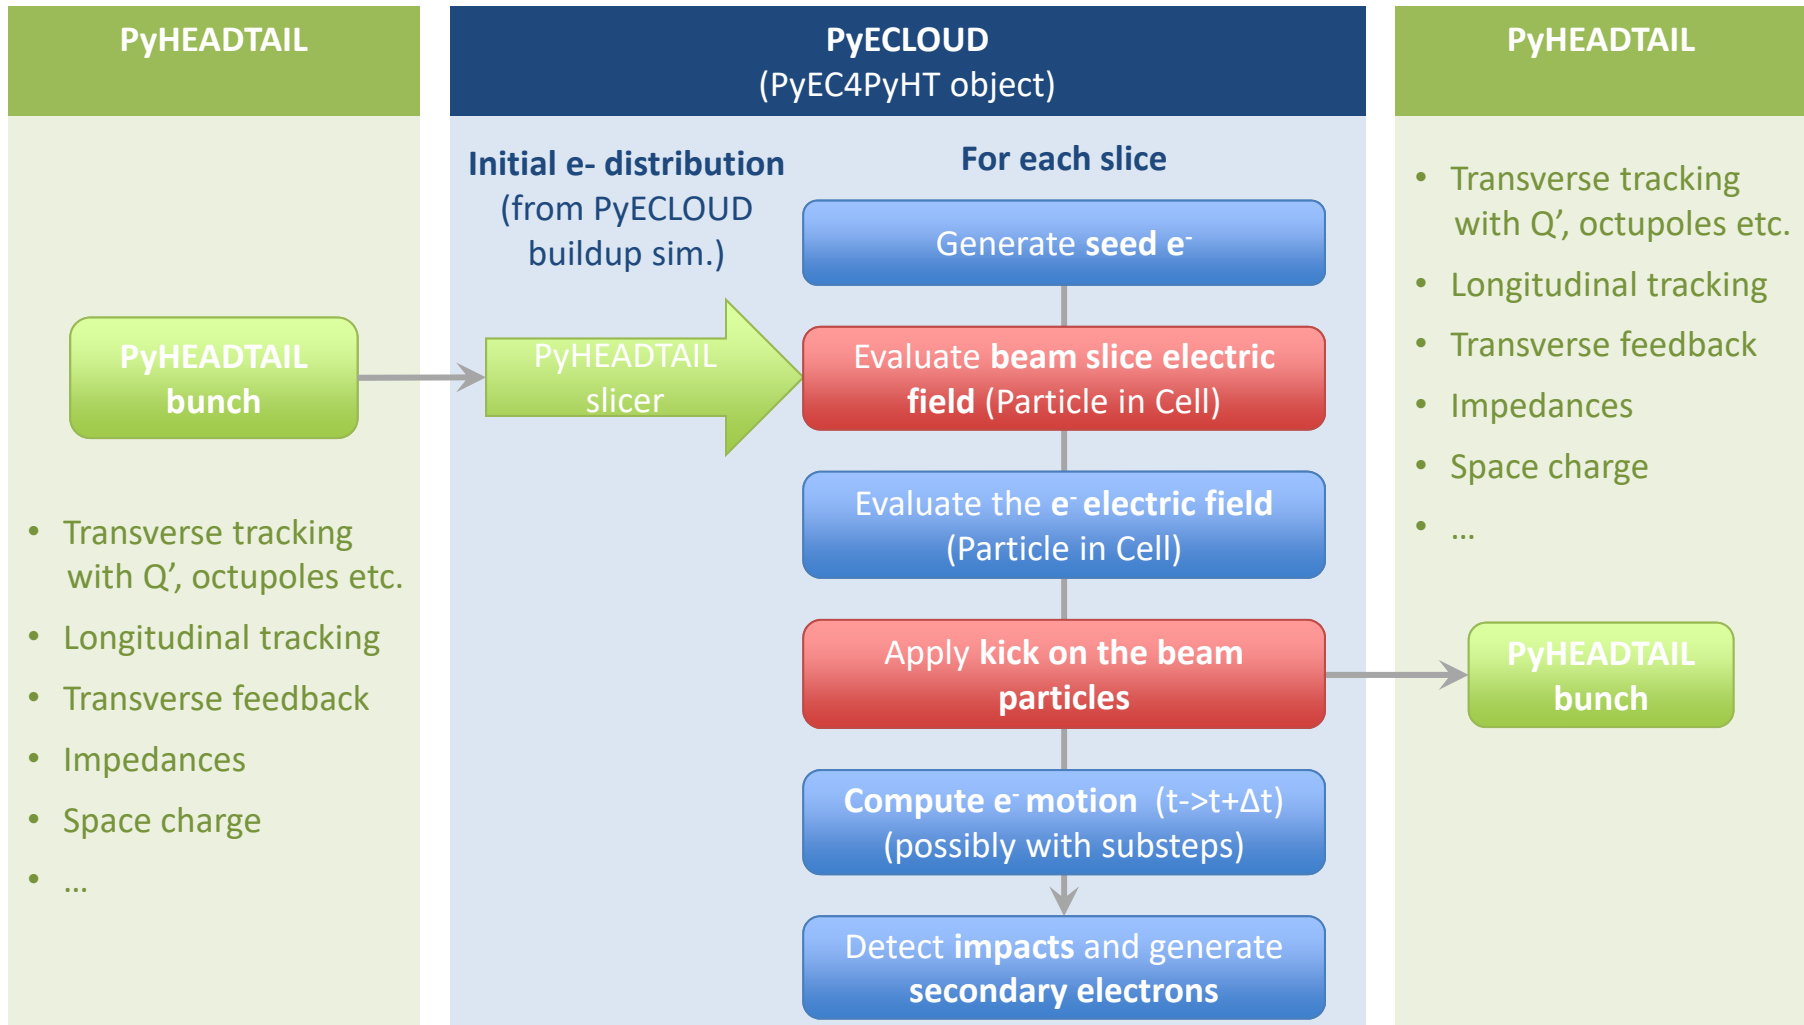 PyHEADTAIL
PyHEADTAIL
bunch
• Transverse tracking
with Q’, octupoles etc.
• Longitudinal tracking
• Transverse feedback
• Impedances
• Space charge
• ...
PyECLOUD
(PyEC4PyHT object)
Initial e- distribution
(from PyECLOUD
buildup sim.)
PyHEADTAIL
slicer
For each slice
Generate seed e⁻
Evaluate beam slice electric
field (Particle in Cell)
Evaluate the e⁻ electric field
(Particle in Cell)
Apply kick on the beam
particles
Compute e⁻ motion (t->t+Δt)
(possibly with substeps)
Detect impacts and generate
secondary electrons
PyHEADTAIL
• Transverse tracking
with Q’, octupoles etc.
• Longitudinal tracking
• Transverse feedback
• Impedances
• Space charge
• ...
PyHEADTAIL
bunch